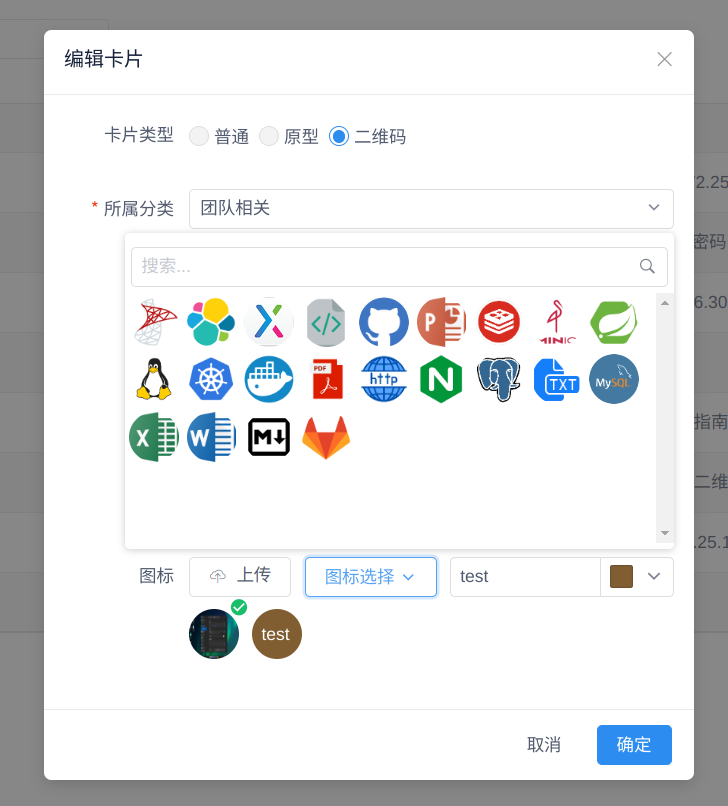 编辑卡片
卡片类型 普通 原型 二维码
2.25
* 所属分类 团队相关
密码
搜索...
6.30
P
MINIC
PDF
http
N
TXT
MySQL
指南
X W M
二维
.25.1
图标 上传 图标选择 test
test
取消 确定